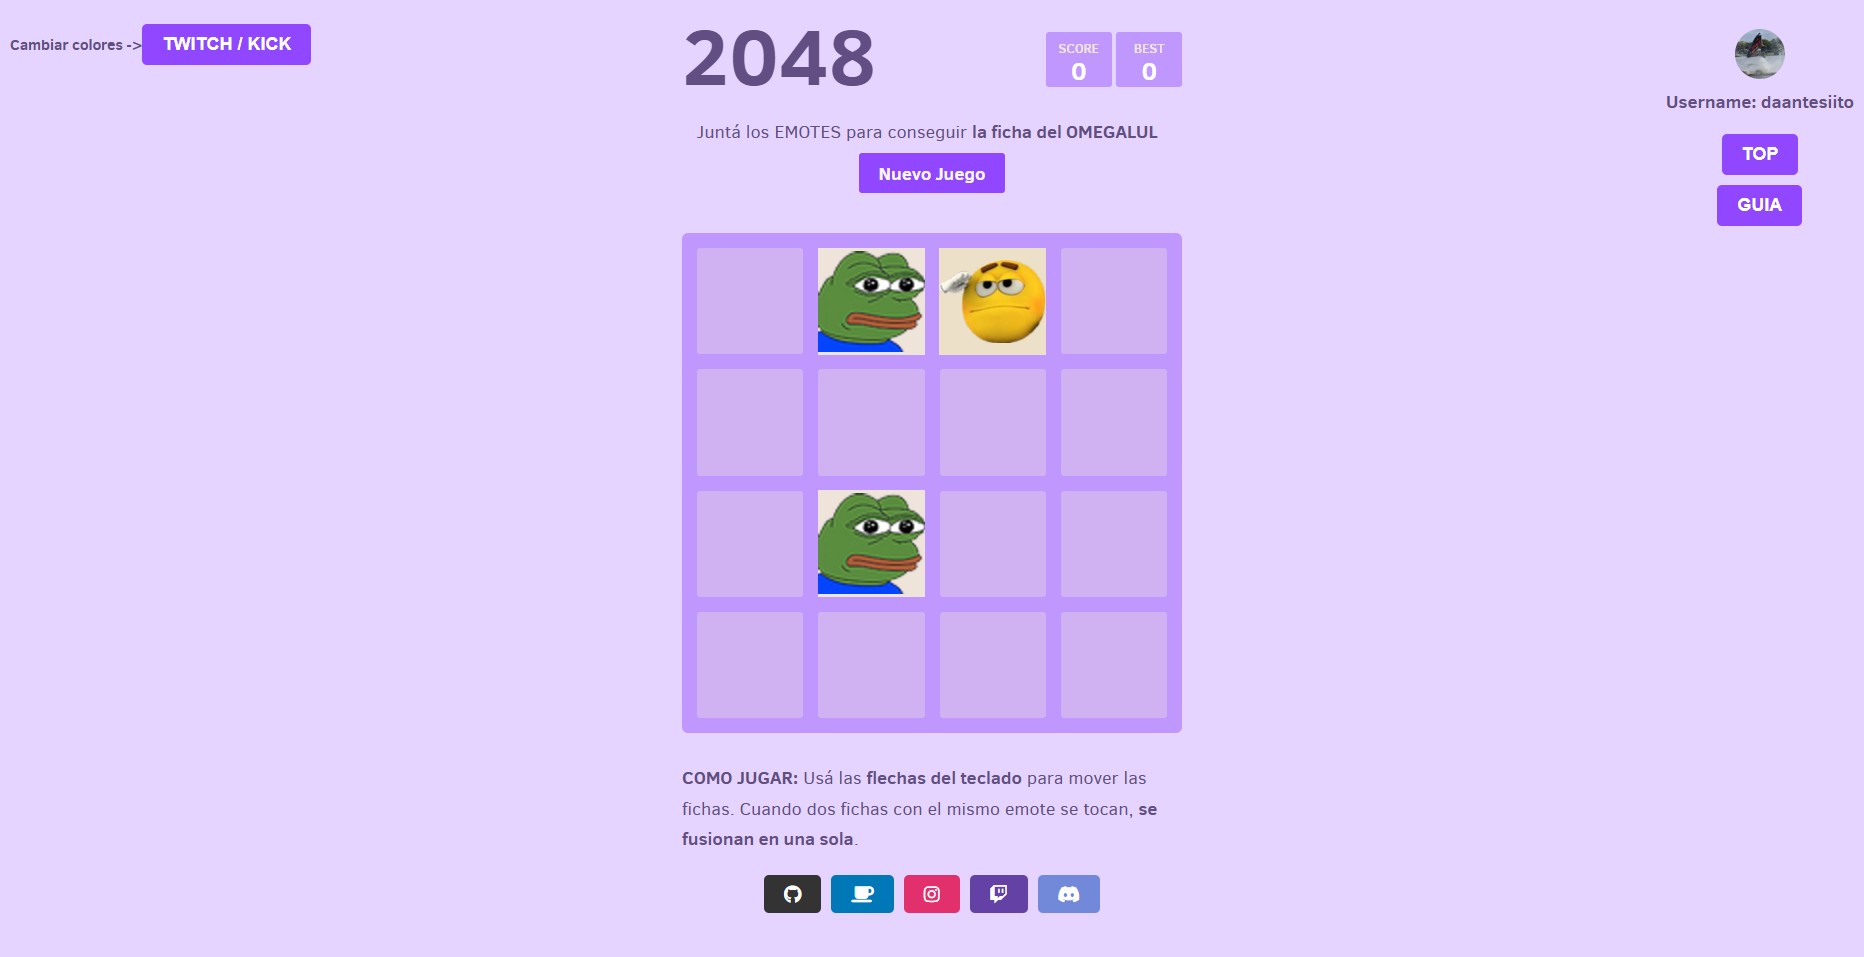 Cambiar colores ->
TWITCH / KICK
2048
SCORE
0
BEST
0
Username: daantesiito
TOP
GUIA
Juntá los EMOTES para conseguir la ficha del OMEGALUL
Nuevo Juego
COMO JUGAR: Usá las flechas del teclado para mover las
fichas. Cuando dos fichas con el mismo emote se tocan, se
fusionan en una sola.